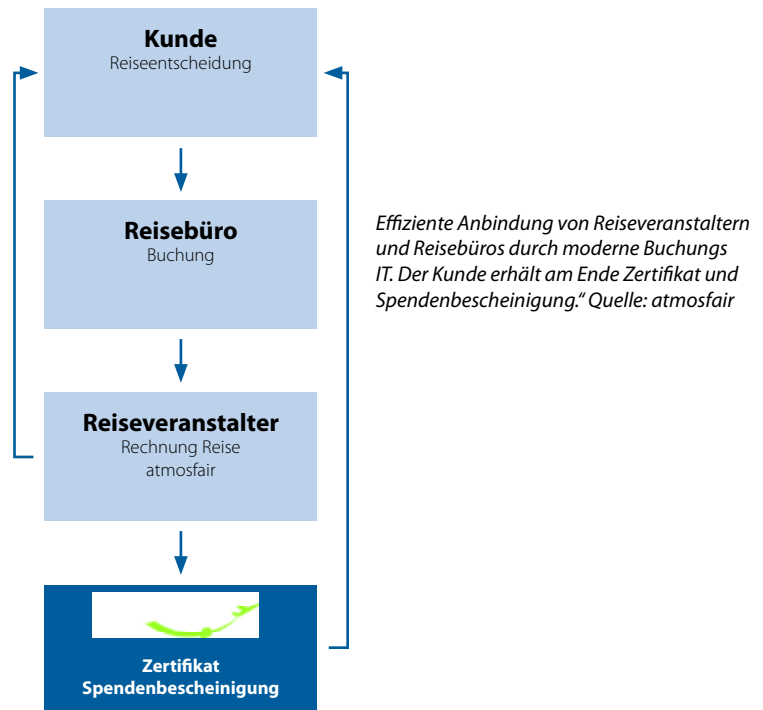 Kunde
Reiseentscheidung
Reisebüro
Buchung
Effiziente Anbindung von Reiseveranstaltern
und Reisebüros durch moderne Buchungs
IT. Der Kunde erhält am Ende Zertifikat und
Spendenbescheinigung.“ Quelle: atmosfair
Reiseveranstalter
Rechnung Reise
atmosfair
Zertifikat
Spendenbescheinigung